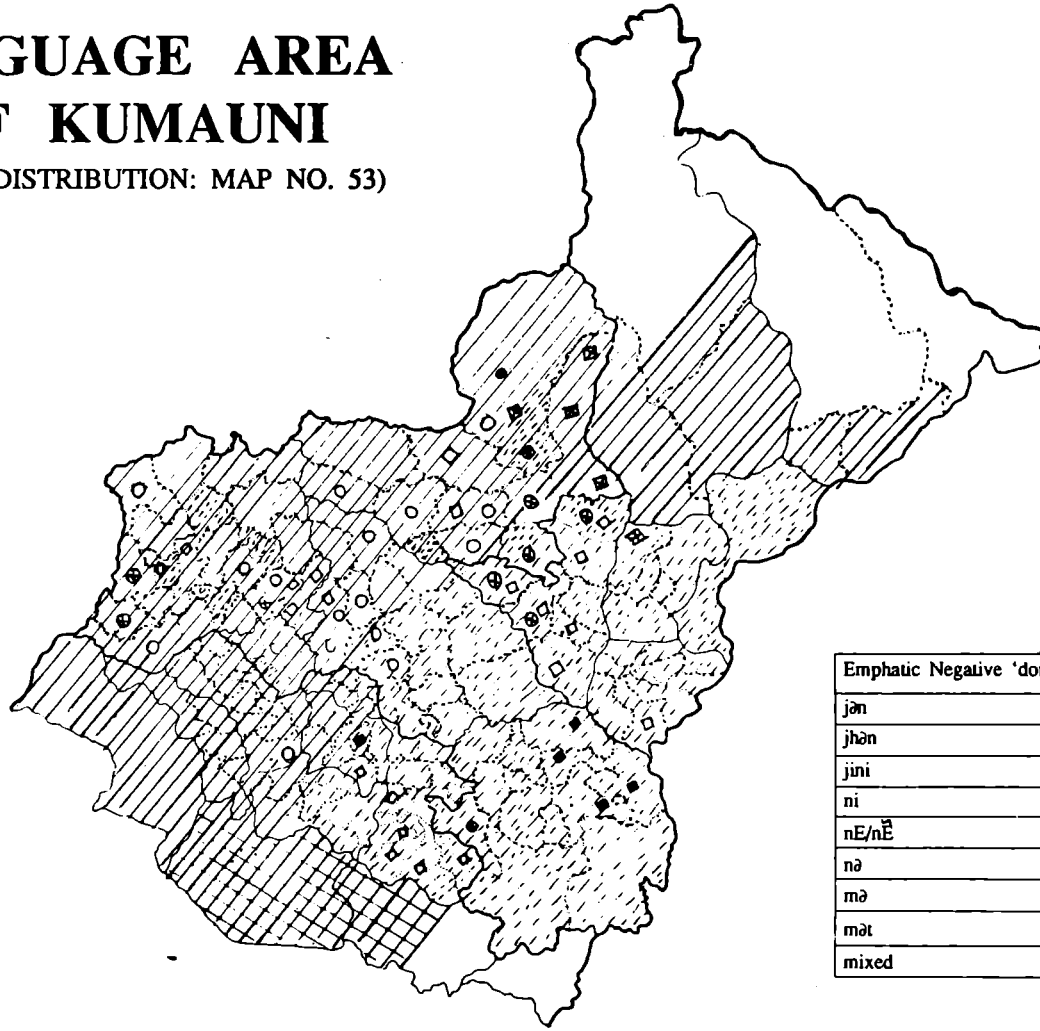 GUAGE AREA
F KUMAUNI
DISTRIBUTION: MAP NO. 53)
Emphatic Negative 'don
jən
jhən
jini
ni
nE/nẼ
nə
mə
mət
mixed